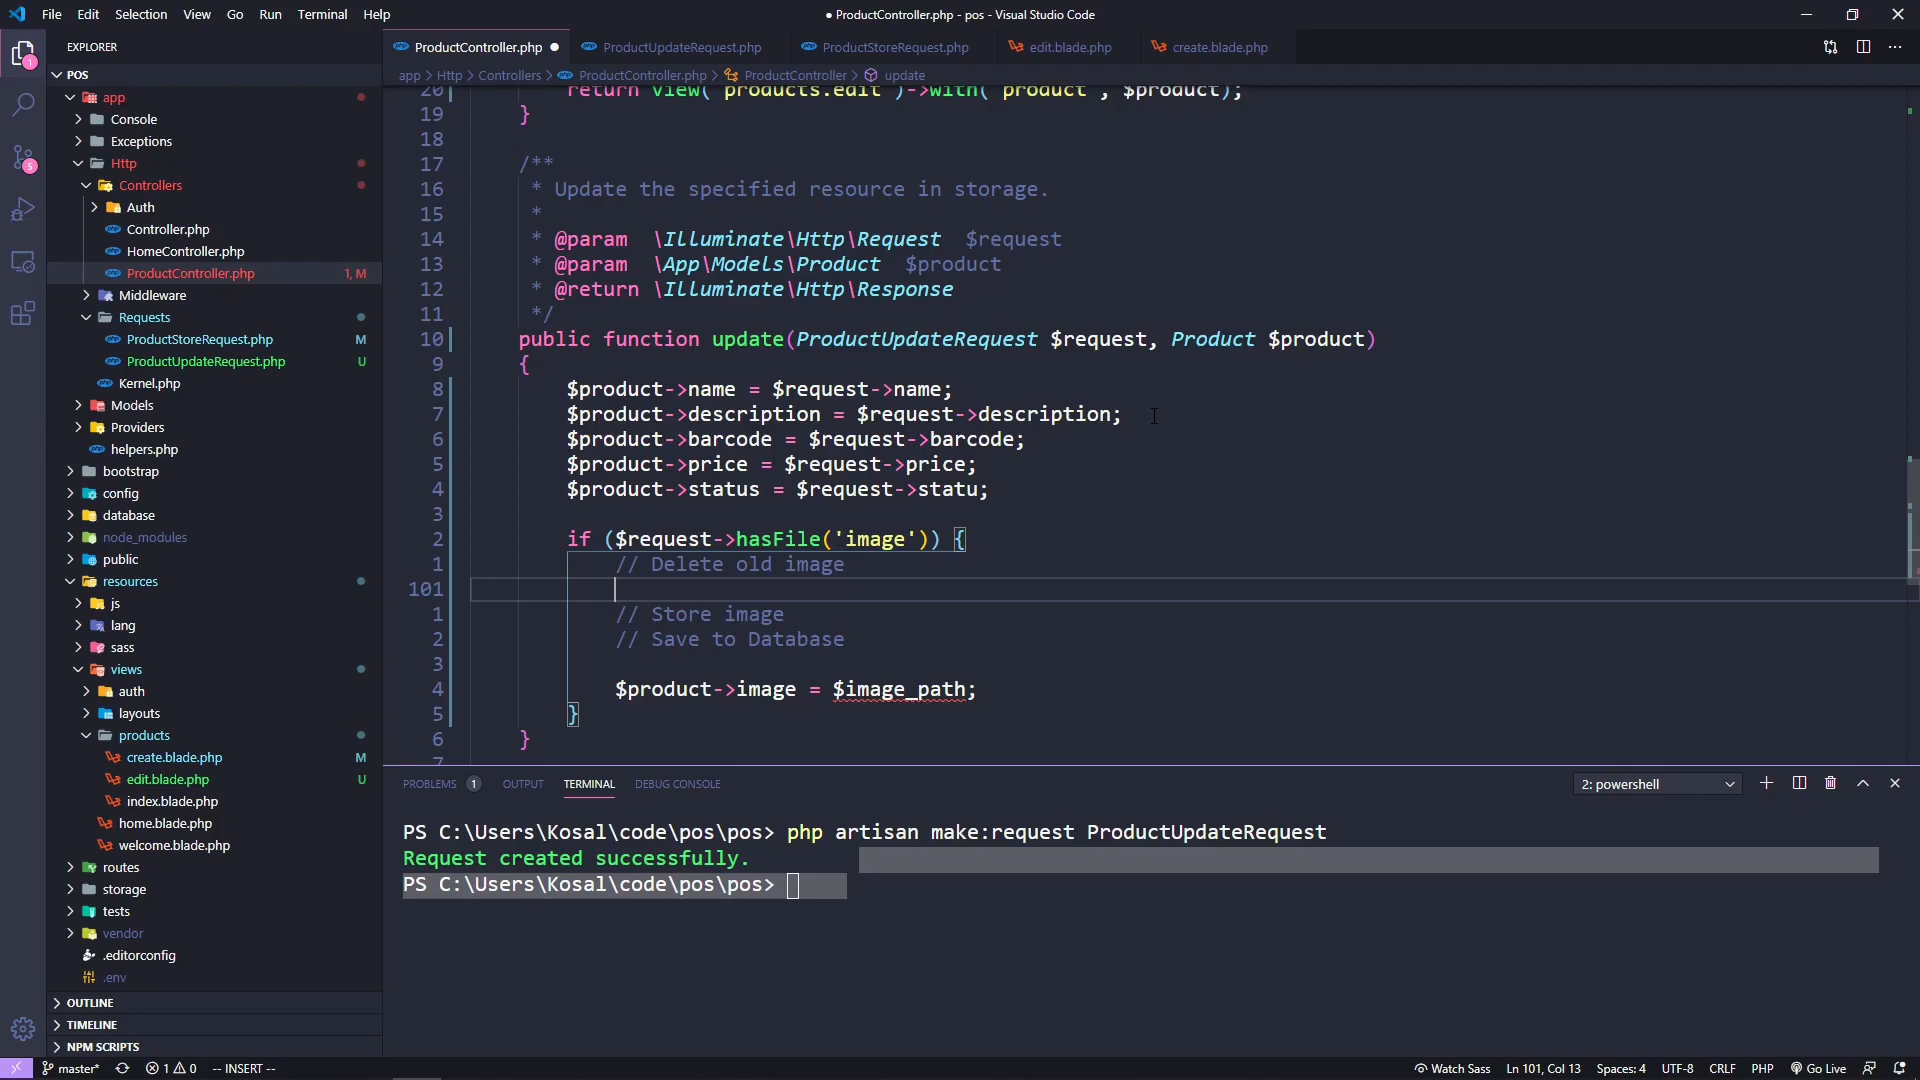 File Edit Selection View Go Run Terminal Help
● ProductController.php - pos - Visual Studio Code
EXPLORER
ProductController.php ●
ProductUpdateRequest.php
ProductStoreRequest.php
edit.blade.php
create.blade.php
app > Http > Controllers > ProductController.php > ProductController > update
1
5
POS
app
Console
Exceptions
Http
Controllers
Auth
Controller.php
HomeController.php
ProductController.php 1, M
Middleware
Requests
ProductStoreRequest.php M
ProductUpdateRequest.php U
Kernel.php
Models
Providers
helpers.php
bootstrap
config
database
node_modules
public
resources
js
lang
sass
views
auth
layouts
products
create.blade.php M
edit.blade.php U
index.blade.php
home.blade.php
welcome.blade.php
routes
storage
tests
vendor
.editorconfig
.env
OUTLINE
TIMELINE
NPM SCRIPTS
20 return view('products.edit')->with('product', $product);
19 }
18
17 /**
16 * Update the specified resource in storage.
15 *
14 * @param \Illuminate\Http\Request $request
13 * @param \App\Models\Product $product
12 * @return \Illuminate\Http\Response
11 */
10 public function update(ProductUpdateRequest $request, Product $product)
9 {
8 $product->name = $request->name;
7 $product->description = $request->description;
6 $product->barcode = $request->barcode;
5 $product->price = $request->price;
4 $product->status = $request->statu;
3
2 if ($request->hasFile('image')) {
1 // Delete old image
101
1 // Store image
2 // Save to Database
3
4 $product->image = $image_path;
5 }
6 }
7
PROBLEMS 1 OUTPUT TERMINAL DEBUG CONSOLE
2: powershell
PS C:\Users\Kosal\code\pos\pos> php artisan make:request ProductUpdateRequest
Request created successfully.
PS C:\Users\Kosal\code\pos\pos>
master* 1 0 -- INSERT --
Watch Sass Ln 101, Col 13 Spaces: 4 UTF-8 CRLF PHP Go Live